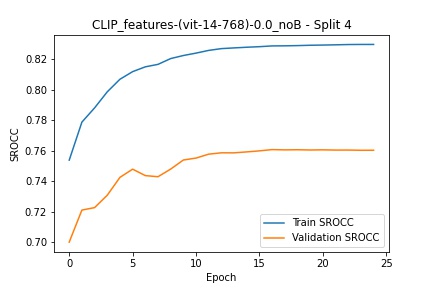 CLIP_features-(vit-14-768)-0.0_noB - Split 4
0.82
0.80
0.78
0.76
0.74
0.72
0.70
SROCC
Train SROCC
Validation SROCC
0 5 10 15 20 25
Epoch